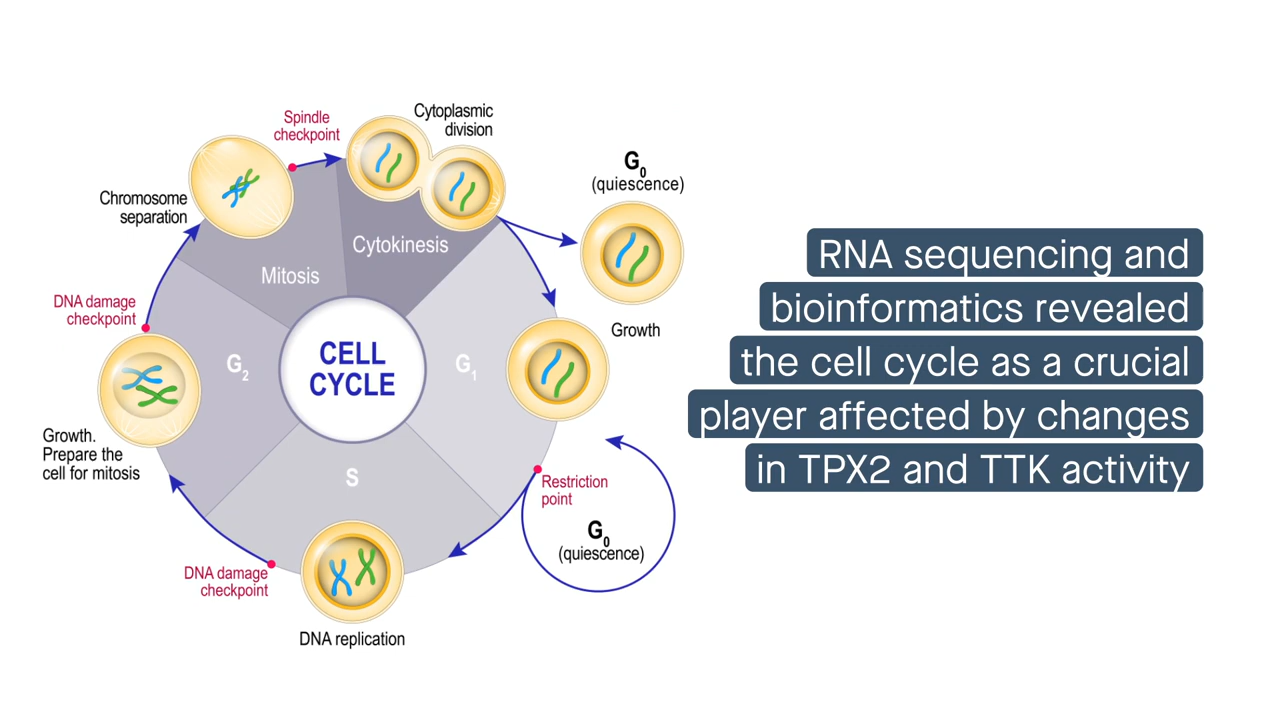 Spindle
checkpoint
Cytoplasmic
division
G0
(quiescence)
Chromosome
separation
Cytokinesis
Mitosis
DNA damage
checkpoint
Growth
CELL
CYCLE
G2
G1
Growth.
Prepare the
cell for mitosis
S
Restriction
point
G0
(quiescence)
DNA damage
checkpoint
DNA replication
RNA sequencing and
bioinformatics revealed
the cell cycle as a crucial
player affected by changes
in TPX2 and TTK activity